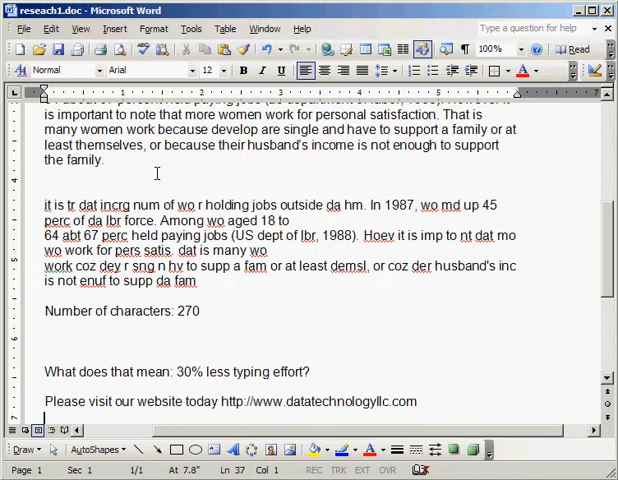 reseach1.doc - Microsoft Word
File Edit View Insert Format Tools Table Window Help Type a question for help
100% Read
Normal Arial 12 B I U
is important to note that more women work for personal satisfaction. That is
many women work because develop are single and have to support a family or at
least themselves, or because their husband's income is not enough to support
the family.
it is tr dat incrg num of wo r holding jobs outside da hm. In 1987, wo md up 45
perc of da lbr force. Among wo aged 18 to
64 abt 67 perc held paying jobs (US dept of lbr, 1988). Hoev it is imp to nt dat mo
wo work for pers satis. dat is many wo
work coz dey r sng n hv to supp a fam or at least demsl, or coz der husband's inc
is not enuf to supp da fam
Number of characters: 270
What does that mean: 30% less typing effort?
Please visit our website today http://www.datatechnologyllc.com
Draw AutoShapes
Page 1 Sec 1 1/1 At 7.8" Ln 37 Col 1 REC TRK EXT OVR